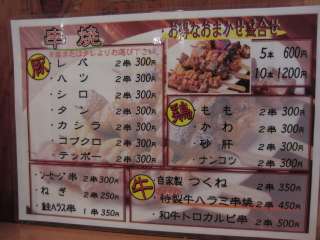 串焼
お得なおまかせ盛合せ
5本 600円
10本 1200円
豚
レバ 2串 300円
・ハツ 2串 300円
・シロ 2串 300円
・タン 2串 300円
・カシラ 2串 300円
・コブクロ 2串 300円
・テッポー 2串 300円
鶏
・もも 2串 300円
・かわ 2串 300円
・砂肝 2串 300円
・ナンコツ 2串 300円
・ソーセージ串 2串 300円
・ねぎ 2串 250円
・鮭ハラス串 1串 350円
牛
自家製 つくね 2串 350円
・特製牛ハラミ串焼 2串 450円
・和牛トロカルビ串 2串 500円